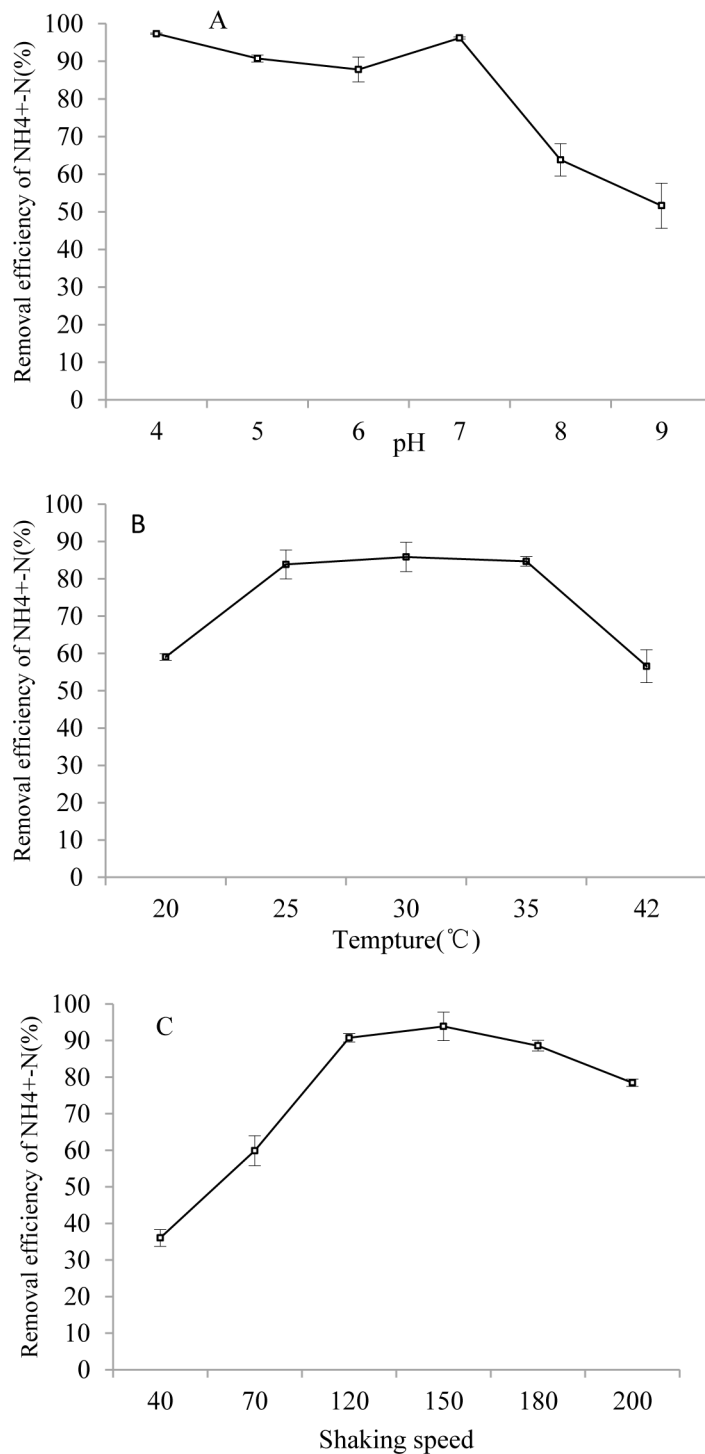 A
Removal efficiency of NH4+-N(%)
100
90
80
70
60
50
40
30
20
10
0
4 5 6 7 8 9
pH
B
Removal efficiency of NH4+-N(%)
100
90
80
70
60
50
40
30
20
10
0
20 25 30 35 42
Tempture(℃)
C
Removal efficiency of NH4+-N(%)
100
90
80
70
60
50
40
30
20
10
0
40 70 120 150 180 200
Shaking speed